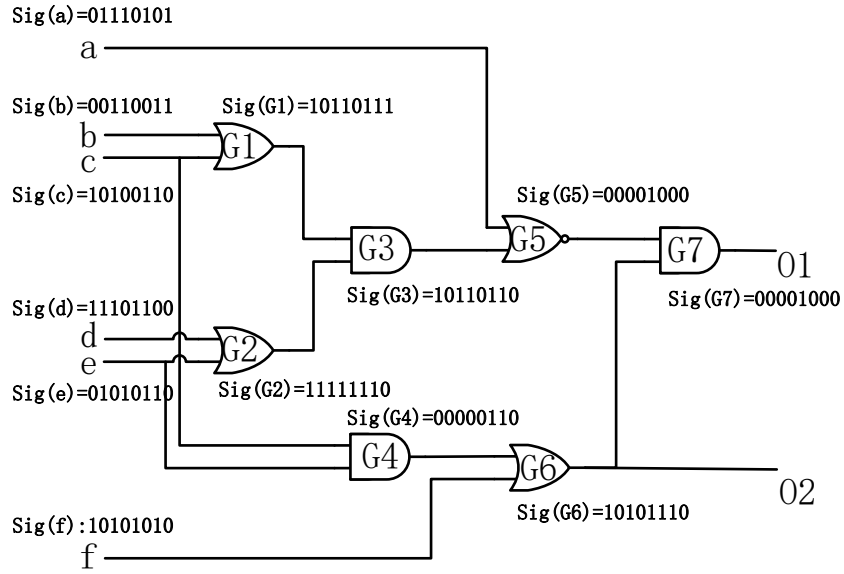 Sig(a)=01110101
a
Sig(b)=00110011
Sig(G1)=10110111
b
G1
c
Sig(c)=10100110
Sig(G5)=00001000
G5
G3
G7
O1
Sig(G3)=10110110
Sig(G7)=00001000
Sig(d)=11101100
d
G2
e
Sig(e)=01010110
Sig(G2)=11111110
Sig(G4)=00000110
G4
G6
O2
Sig(f):10101010
Sig(G6)=10101110
f